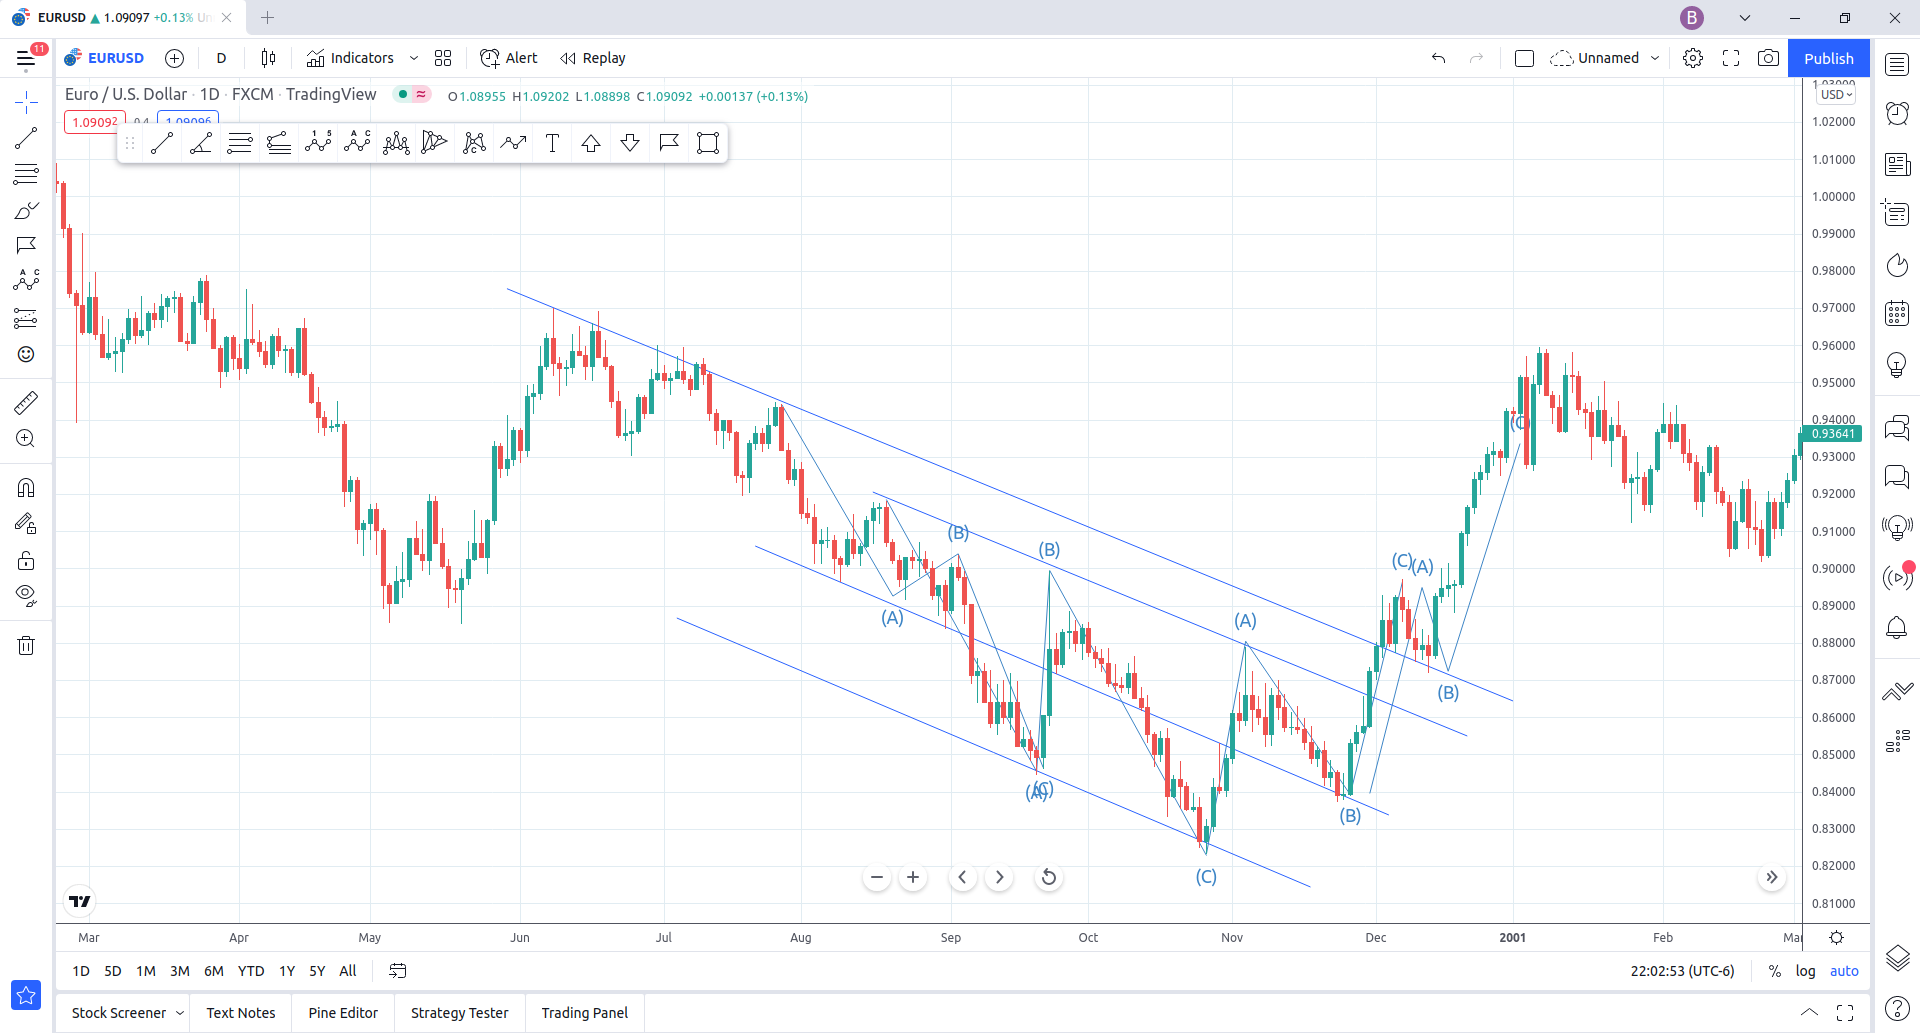 EURUSD ▲ 1.09097 +0.13% Un
B
11
EURUSD
D
Indicators
Alert
Replay
Unnamed
Publish
Euro / U.S. Dollar · 1D · FXCM · TradingView
≈
O1.08955 H1.09202 L1.08898 C1.09092 +0.00137 (+0.13%)
1.09092 0.4 1.09096
USD
1.03000
1.02000
1.01000
1.00000
0.99000
0.98000
0.97000
0.96000
0.95000
0.94000
0.93641
0.93000
0.92000
0.91000
0.90000
0.89000
0.88000
0.87000
0.86000
0.85000
0.84000
0.83000
0.82000
0.81000
1 5
A C
T
C
A C
(C)
(B)
(B)
(C)
(A)
(A)
(A)
(B)
(A)
(C)
(B)
(C)
Mar
Apr
May
Jun
Jul
Aug
Sep
Oct
Nov
Dec
2001
Feb
Mar
1D 5D 1M 3M 6M YTD 1Y 5Y All
22:02:53 (UTC-6)
% log auto
Stock Screener
Text Notes
Pine Editor
Strategy Tester
Trading Panel